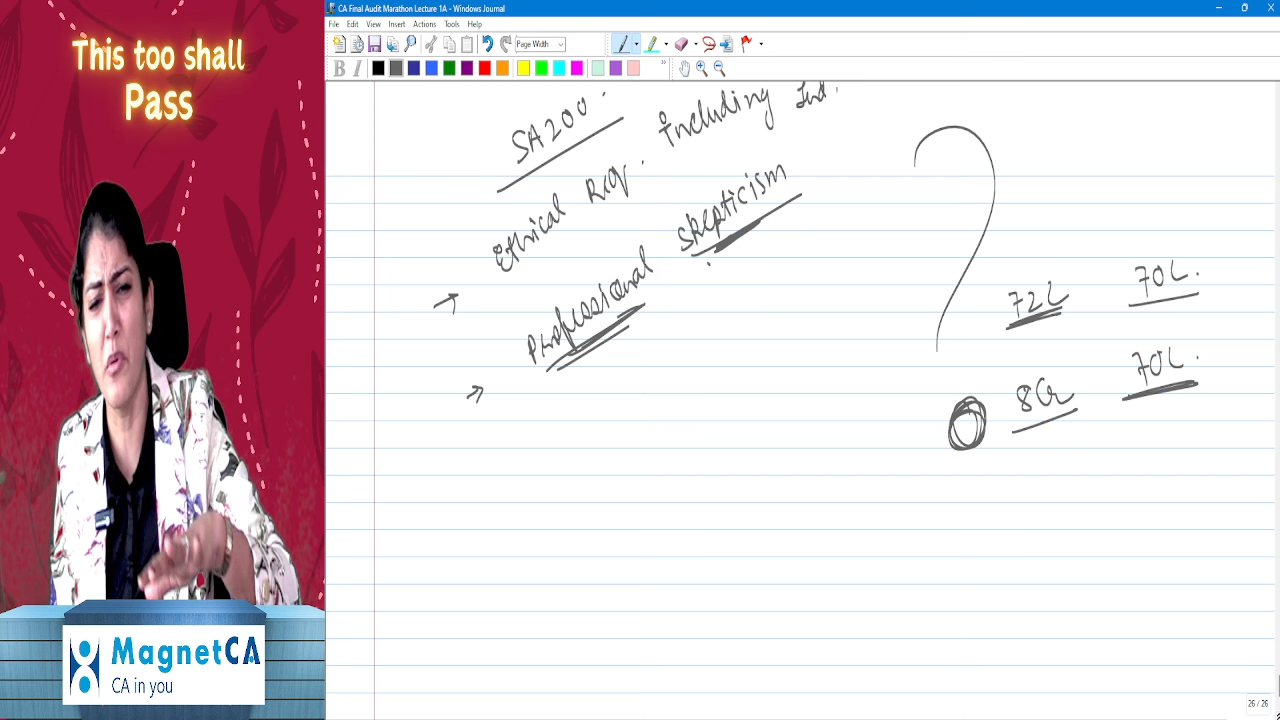 This too shall
Pass
CA Final Audit Marathon Lecture 1A - Windows Journal
File Edit View Insert Actions Tools Help
Page Width
B I
SA200.
Ethical Req. Including Ind.
→ Professional Skepticism
→
72L 70L.
8Cr 70L.
MagnetCA
CA in you
26 / 26